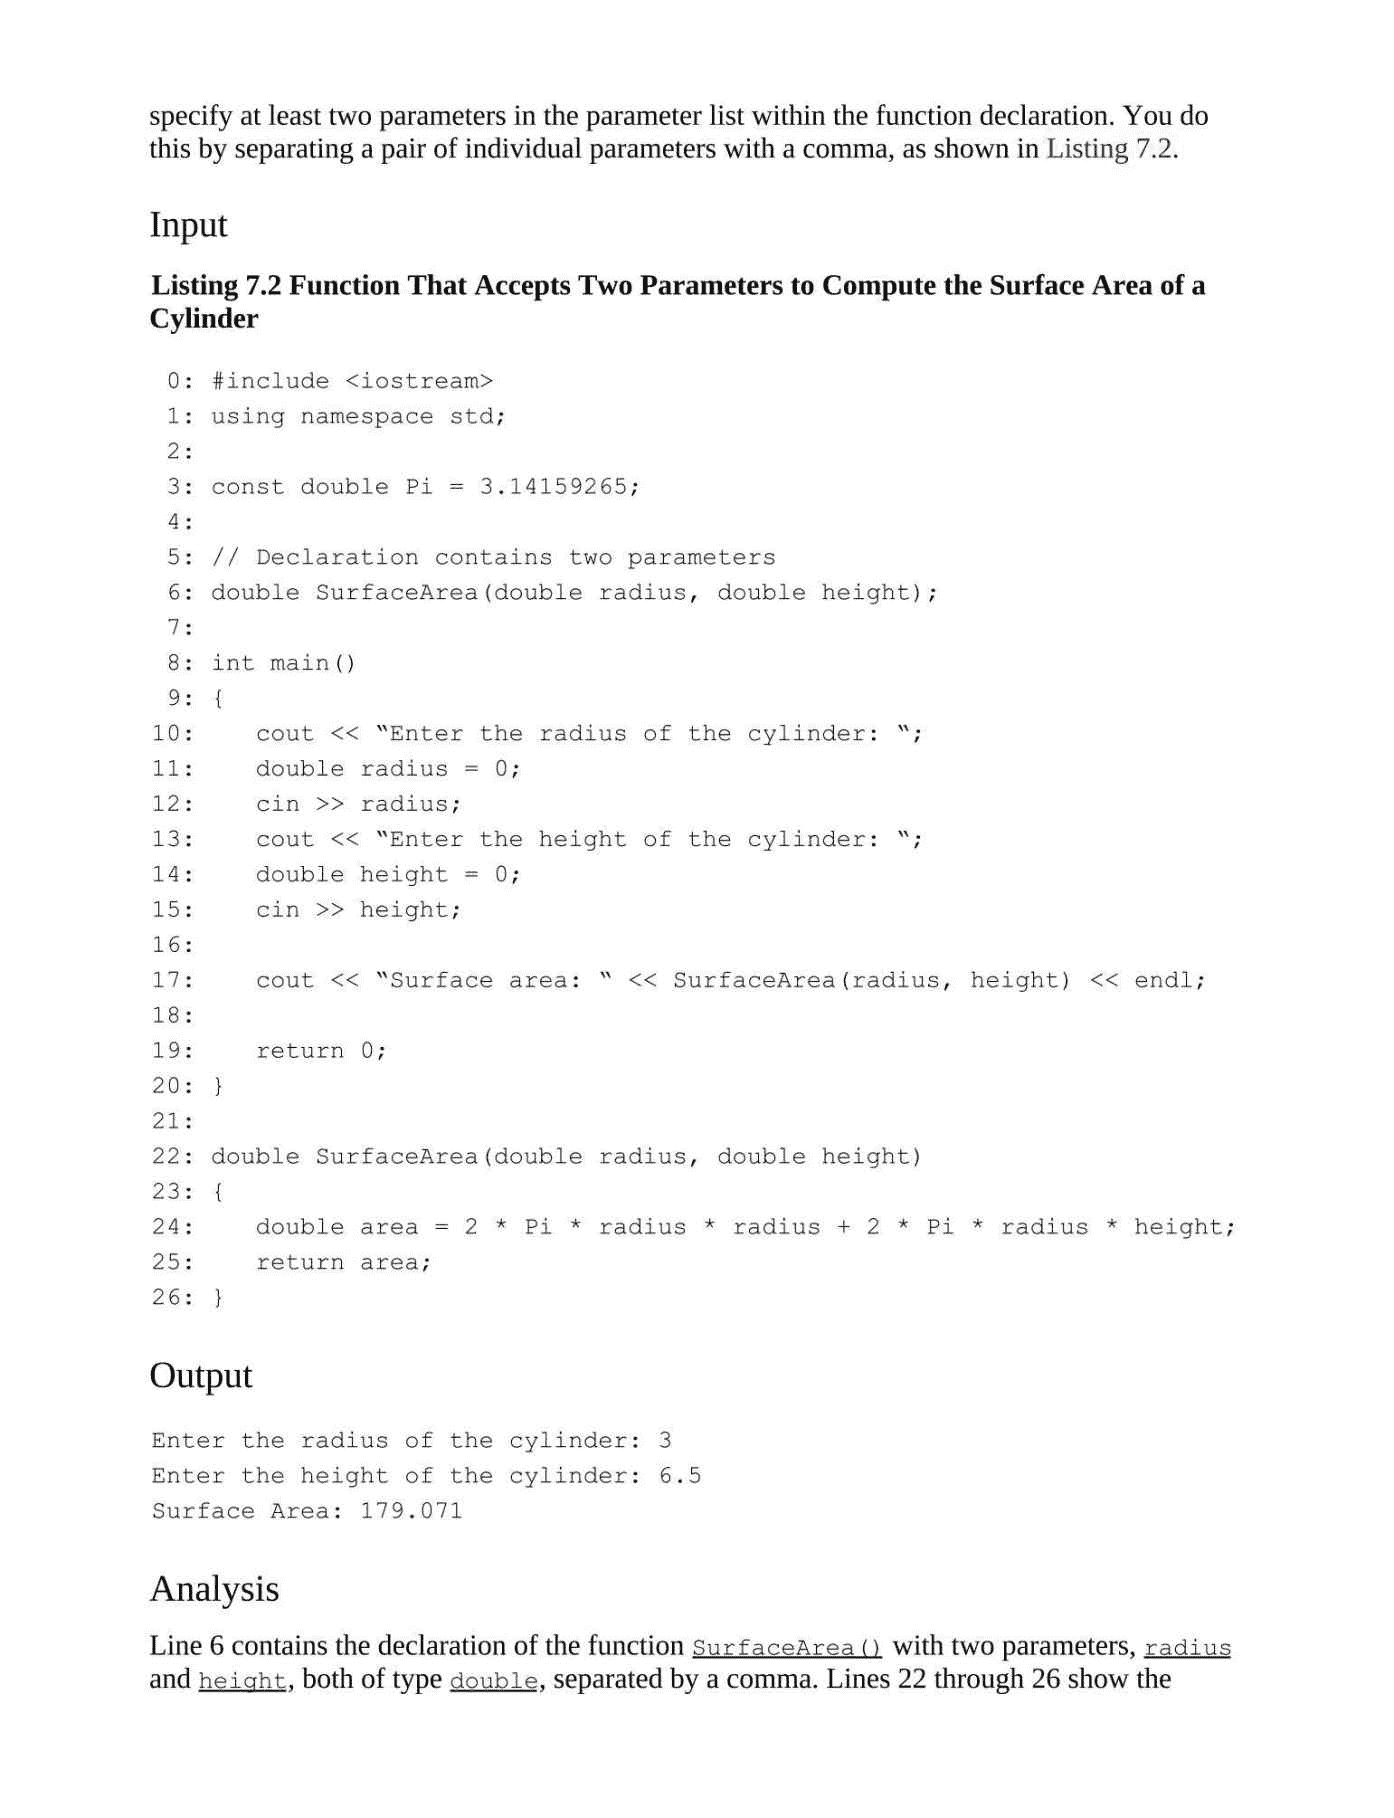 specify at least two parameters in the parameter list within the function declaration. You do
this by separating a pair of individual parameters with a comma, as shown in Listing 7.2.
Input
Listing 7.2 Function That Accepts Two Parameters to Compute the Surface Area of a
Cylinder
0: #include <iostream>
1: using namespace std;
2:
3: const double Pi = 3.14159265;
4:
5: // Declaration contains two parameters
6: double SurfaceArea(double radius, double height);
7:
8: int main()
9: {
10:    cout << “Enter the radius of the cylinder: “;
11:    double radius = 0;
12:    cin >> radius;
13:    cout << “Enter the height of the cylinder: “;
14:    double height = 0;
15:    cin >> height;
16:
17:    cout << “Surface area: “ << SurfaceArea(radius, height) << endl;
18:
19:    return 0;
20: }
21:
22: double SurfaceArea(double radius, double height)
23: {
24:    double area = 2 * Pi * radius * radius + 2 * Pi * radius * height;
25:    return area;
26: }
Output
Enter the radius of the cylinder: 3
Enter the height of the cylinder: 6.5
Surface Area: 179.071
Analysis
Line 6 contains the declaration of the function SurfaceArea() with two parameters, radius
and height, both of type double, separated by a comma. Lines 22 through 26 show the